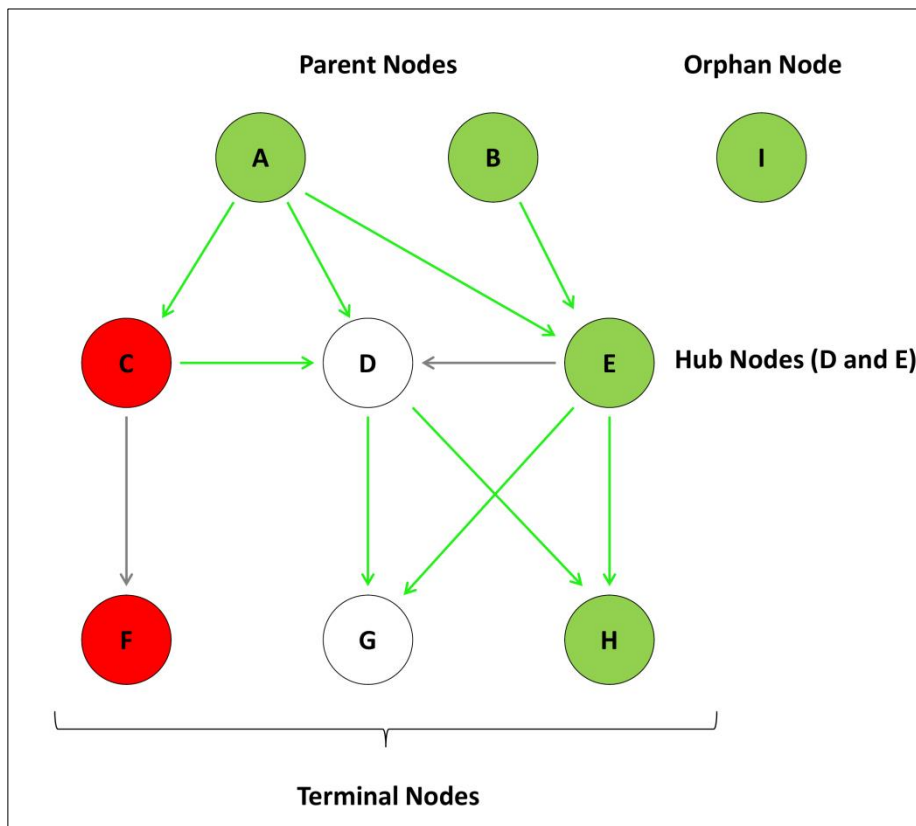 Parent Nodes
Orphan Node
A
B
I
C
D
E
Hub Nodes (D and E)
F
G
H
Terminal Nodes